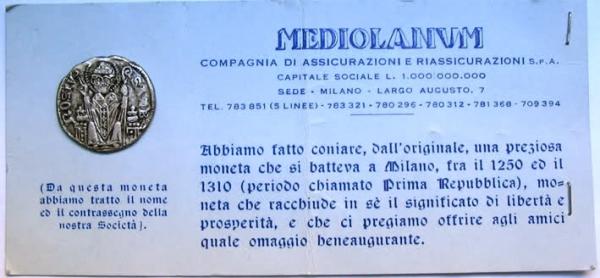 MEDIOLANUM
COMPAGNIA DI ASSICURAZIONI E RIASSICURAZIONI S.P.A.
CAPITALE SOCIALE L. 1.000.000.000
SEDE - MILANO - LARGO AUGUSTO, 7
TEL. 783 851 (5 LINEE) - 783 321 - 780 296 - 780 312 - 781 368 - 709 394
Abbiamo fatto coniare, dall'originale, una preziosa
moneta che si batteva a Milano, fra il 1250 ed il
1310 (periodo chiamato Prima Repubblica), mo-
neta che racchiude in sè il significato di libertà e
prosperità, e che ci pregiamo offrire agli amici
quale omaggio beneaugurante.
(Da questa moneta
abbiamo tratto il nome
ed il contrassegno della
nostra Società).